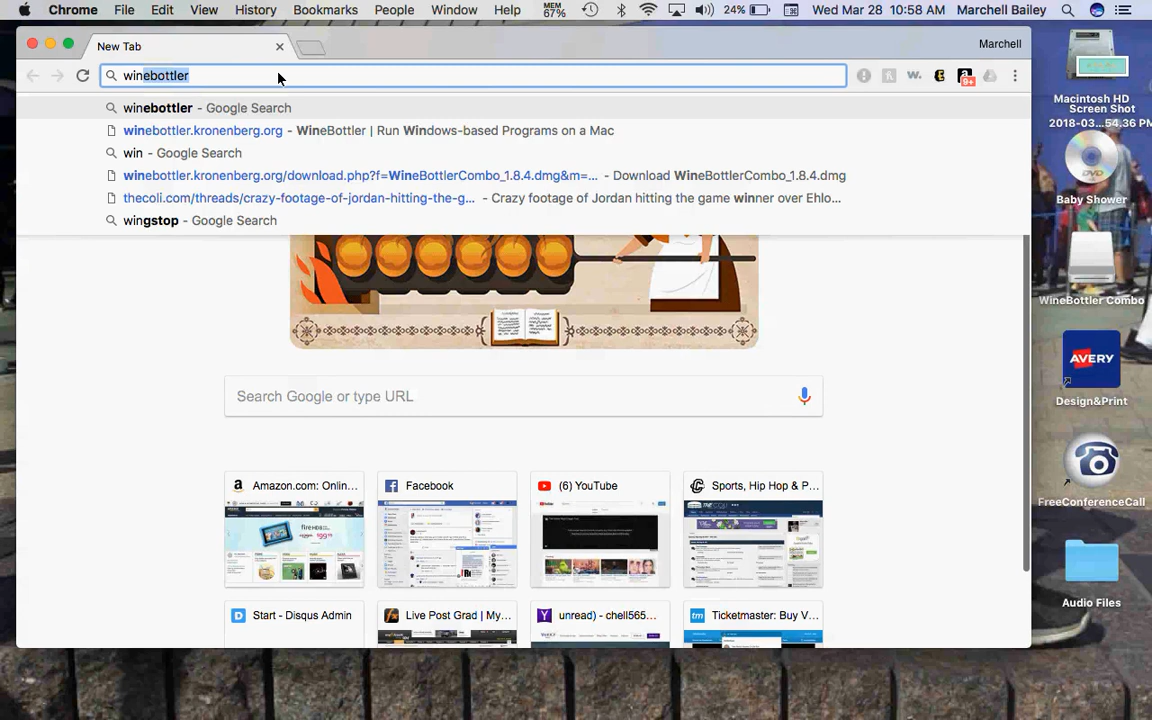 Chrome File Edit View History Bookmarks People Window Help MEM 67% 24% Wed Mar 28 10:58 AM Marchell Bailey
New Tab
Marchell
winebottler
winebottler - Google Search
winebottler.kronenberg.org - WineBottler | Run Windows-based Programs on a Mac
win - Google Search
winebottler.kronenberg.org/download.php?f=WineBottlerCombo_1.8.4.dmg&m=... - Download WineBottlerCombo_1.8.4.dmg
thecoli.com/threads/crazy-footage-of-jordan-hitting-the-g... - Crazy footage of Jordan hitting the game winner over Ehlo...
wingstop - Google Search
Search Google or type URL
Amazon.com: Onlin...
Facebook
(6) YouTube
Sports, Hip Hop & P...
Start - Disqus Admin
Live Post Grad | My...
unread) - chell565...
Ticketmaster: Buy V...
Macintosh HD
Screen Shot
2018-03...54.36 PM
DVD
Baby Shower
WineBottler Combo
AVERY
Design&Print
FreeConferenceCall
Audio Files